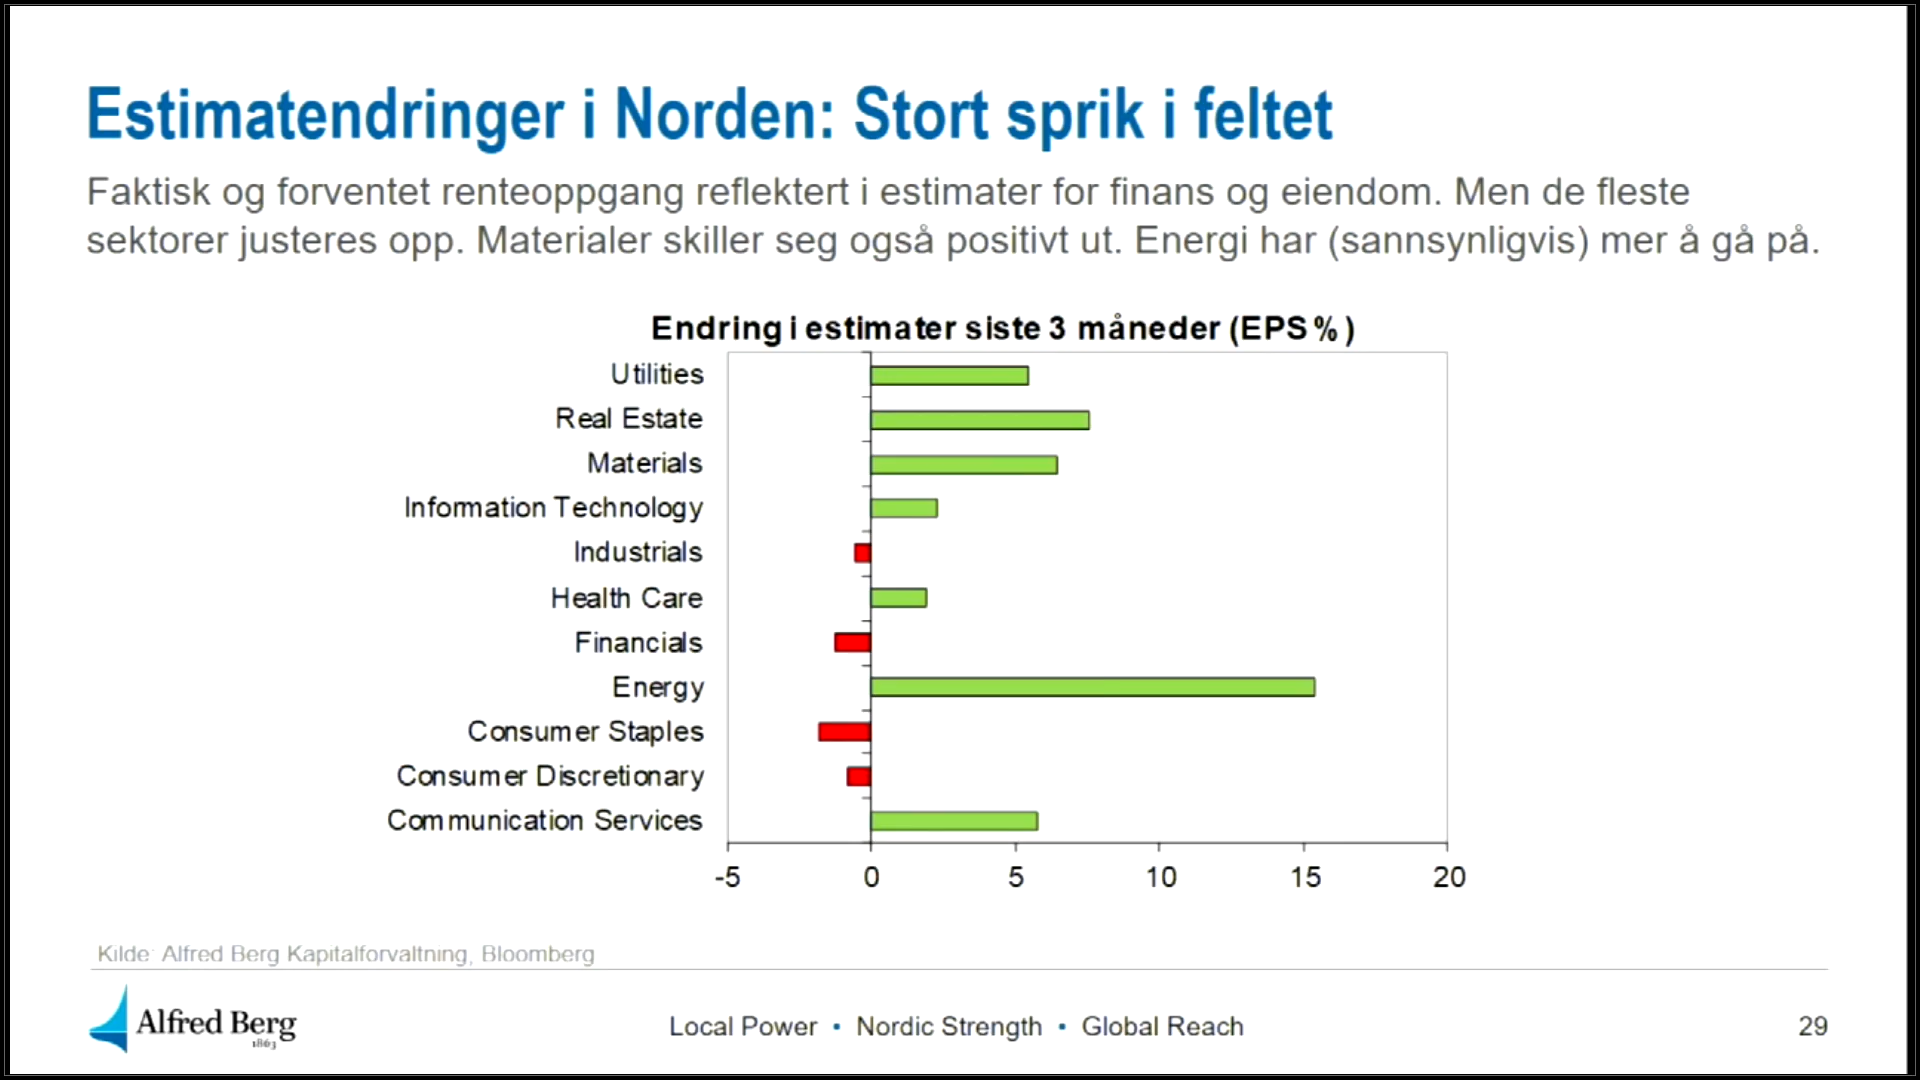 Estimatendringer i Norden: Stort sprik i feltet
Faktisk og forventet renteoppgang reflektert i estimater for finans og eiendom. Men de fleste
sektorer justeres opp. Materialer skiller seg også positivt ut. Energi har (sannsynligvis) mer å gå på.
Endring i estimater siste 3 måneder (EPS %)
Utilities
Real Estate
Materials
Information Technology
Industrials
Health Care
Financials
Energy
Consumer Staples
Consumer Discretionary
Communication Services
-5 0 5 10 15 20
Kilde: Alfred Berg Kapitalforvaltning, Bloomberg
Alfred Berg
1863
Local Power • Nordic Strength • Global Reach
29